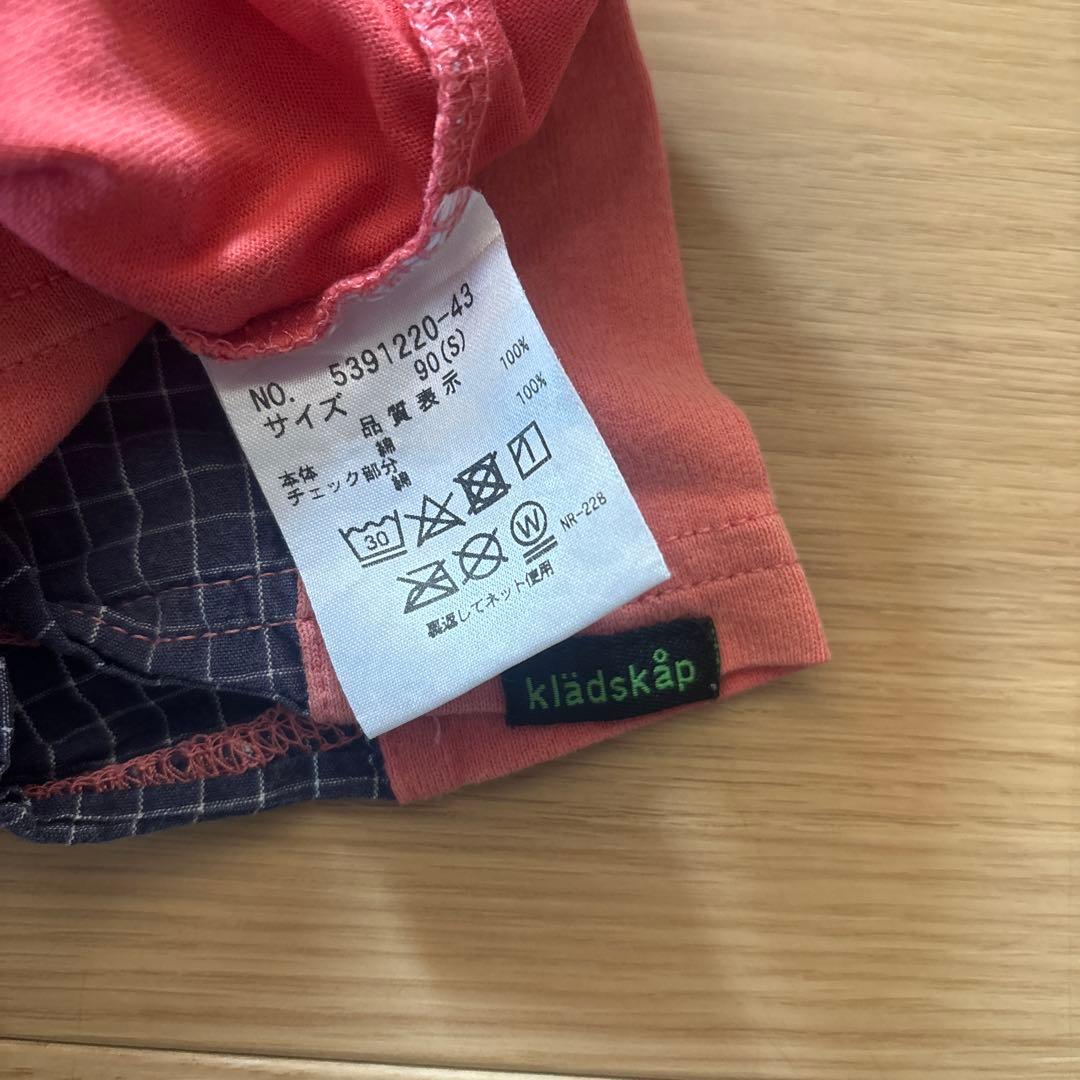 NO. 5391220-43
サイズ 90(S)
品質表示
本体
綿 100%
チェック部分
綿 100%
30
W
NR-228
裏返してネット使用
klädskåp